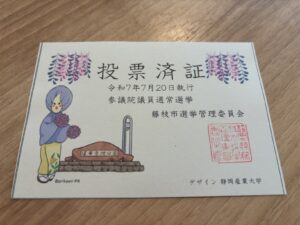 投票済証
令和7年7月20日執行
参議院議員通常選挙
藤枝市選挙管理委員会
デザイン 静岡産業大学